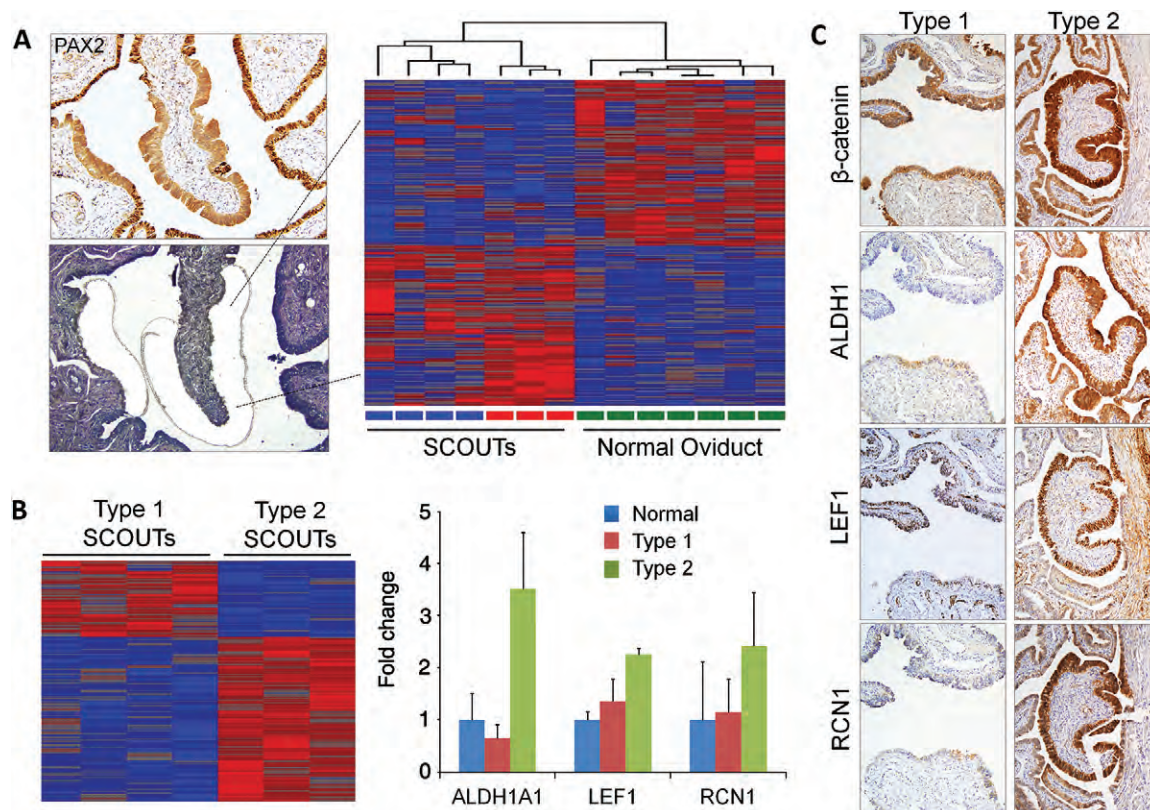 A
PAX2
SCOUTs
Normal Oviduct
B
Type 1
SCOUTs
Type 2
SCOUTs
Fold change
5
4
3
2
1
0
Normal
Type 1
Type 2
ALDH1A1
LEF1
RCN1
C
Type 1
Type 2
β-catenin
ALDH1
LEF1
RCN1